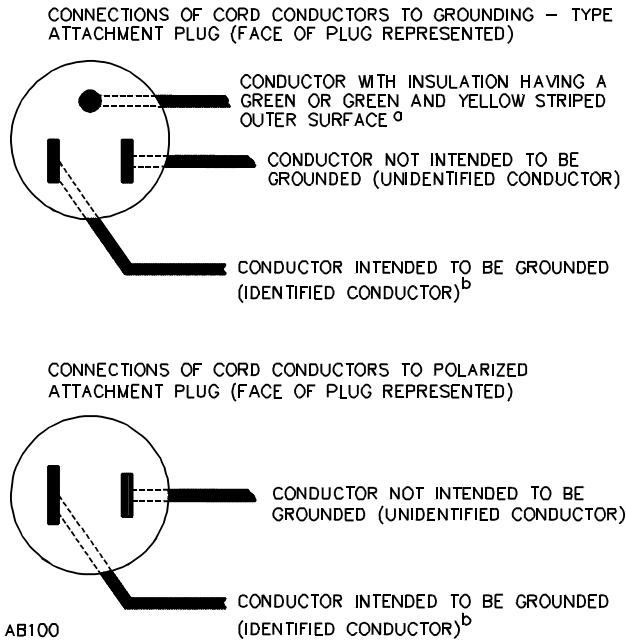 CONNECTIONS OF CORD CONDUCTORS TO GROUNDING – TYPE
ATTACHMENT PLUG (FACE OF PLUG REPRESENTED)
CONDUCTOR WITH INSULATION HAVING A
GREEN OR GREEN AND YELLOW STRIPED
OUTER SURFACE a
CONDUCTOR NOT INTENDED TO BE
GROUNDED (UNIDENTIFIED CONDUCTOR)
CONDUCTOR INTENDED TO BE GROUNDED
(IDENTIFIED CONDUCTOR)b
CONNECTIONS OF CORD CONDUCTORS TO POLARIZED
ATTACHMENT PLUG (FACE OF PLUG REPRESENTED)
CONDUCTOR NOT INTENDED TO BE
GROUNDED (UNIDENTIFIED CONDUCTOR)
CONDUCTOR INTENDED TO BE GROUNDED
(IDENTIFIED CONDUCTOR)b
AB100